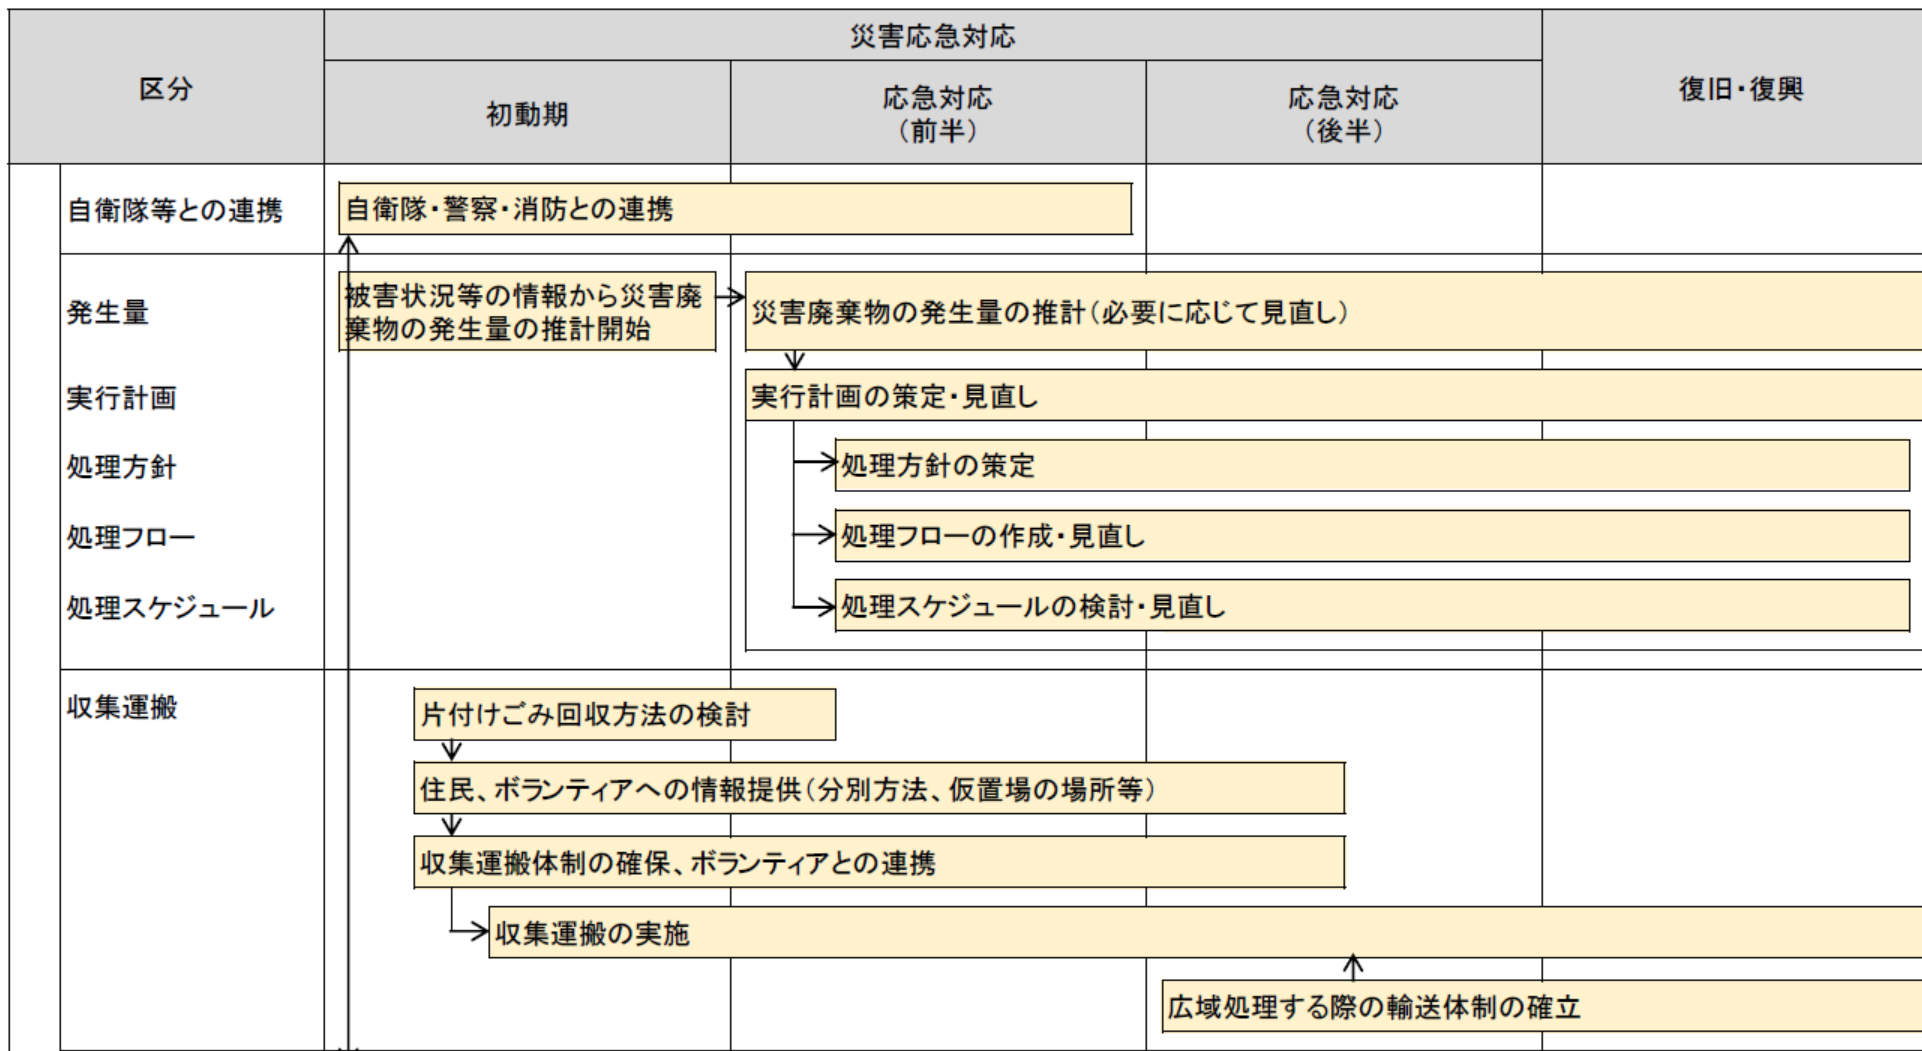 区分
災害応急対応
初動期
応急対応
（前半）
応急対応
（後半）
復旧・復興
自衛隊等との連携
自衛隊・警察・消防との連携
発生量
被害状況等の情報から災害廃
棄物の発生量の推計開始
災害廃棄物の発生量の推計（必要に応じて見直し）
実行計画
実行計画の策定・見直し
処理方針
処理方針の策定
処理フロー
処理フローの作成・見直し
処理スケジュール
処理スケジュールの検討・見直し
収集運搬
片付けごみ回収方法の検討
住民、ボランティアへの情報提供（分別方法、仮置場の場所等）
収集運搬体制の確保、ボランティアとの連携
収集運搬の実施
広域処理する際の輸送体制の確立